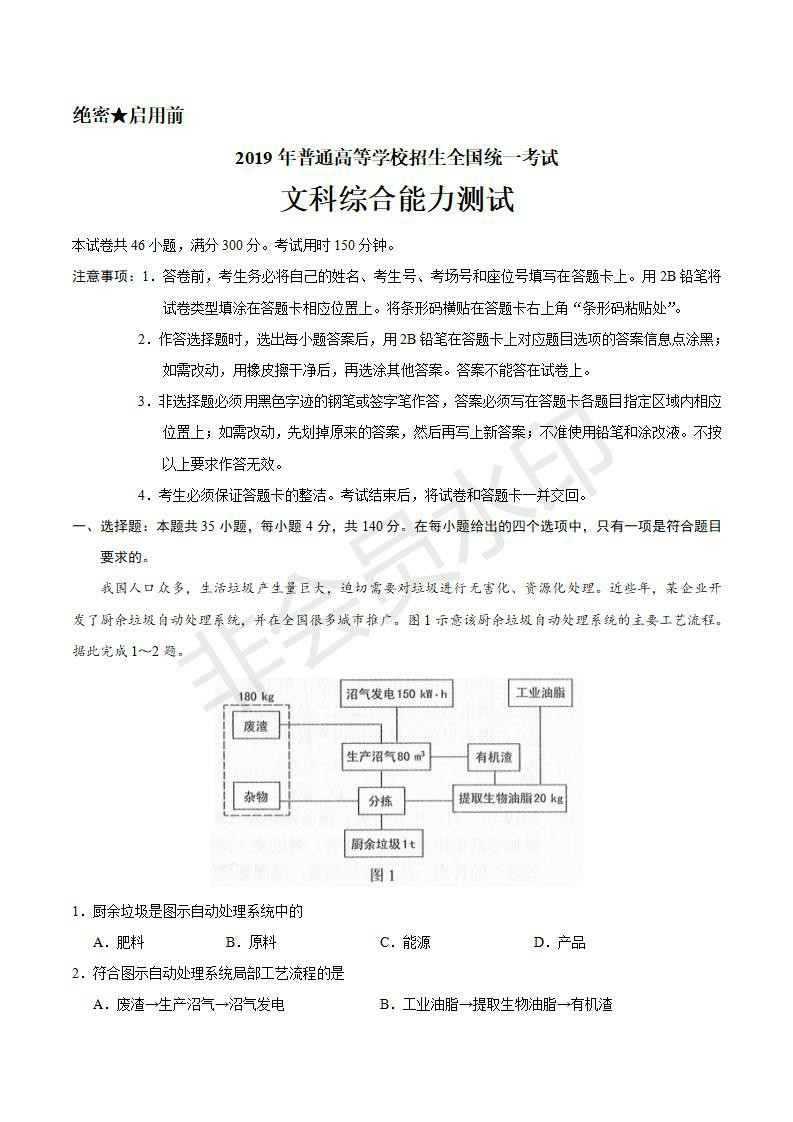 绝密★启用前
2019 年普通高等学校招生全国统一考试
文科综合能力测试
本试卷共 46 小题，满分 300 分。考试用时 150 分钟。
注意事项：1．答卷前，考生务必将自己的姓名、考生号、考场号和座位号填写在答题卡上。用 2B 铅笔将
试卷类型填涂在答题卡相应位置上。将条形码横贴在答题卡右上角“条形码粘贴处”。
2．作答选择题时，选出每小题答案后，用 2B 铅笔在答题卡上对应题目选项的答案信息点涂黑；
如需改动，用橡皮擦干净后，再选涂其他答案。答案不能答在试卷上。
3．非选择题必须用黑色字迹的钢笔或签字笔作答，答案必须写在答题卡各题目指定区域内相应
位置上；如需改动，先划掉原来的答案，然后再写上新答案；不准使用铅笔和涂改液。不按
以上要求作答无效。
4．考生必须保证答题卡的整洁。考试结束后，将试卷和答题卡一并交回。
一、选择题：本题共 35 小题，每小题 4 分，共 140 分。在每小题给出的四个选项中，只有一项是符合题目
要求的。
我国人口众多，生活垃圾产生量巨大，迫切需要对垃圾进行无害化、资源化处理。近些年，某企业开
发了厨余垃圾自动处理系统，并在全国很多城市推广。图 1 示意该厨余垃圾自动处理系统的主要工艺流程。
据此完成 1～2 题。
180 kg
沼气发电150 kW·h
工业油脂
废渣
生产沼气80 m³
有机渣
杂物
分拣
提取生物油脂20 kg
厨余垃圾1t
图 1
1．厨余垃圾是图示自动处理系统中的
A．肥料 B．原料 C．能源 D．产品
2．符合图示自动处理系统局部工艺流程的是
A．废渣→生产沼气→沼气发电 B．工业油脂→提取生物油脂→有机渣
非会员水印